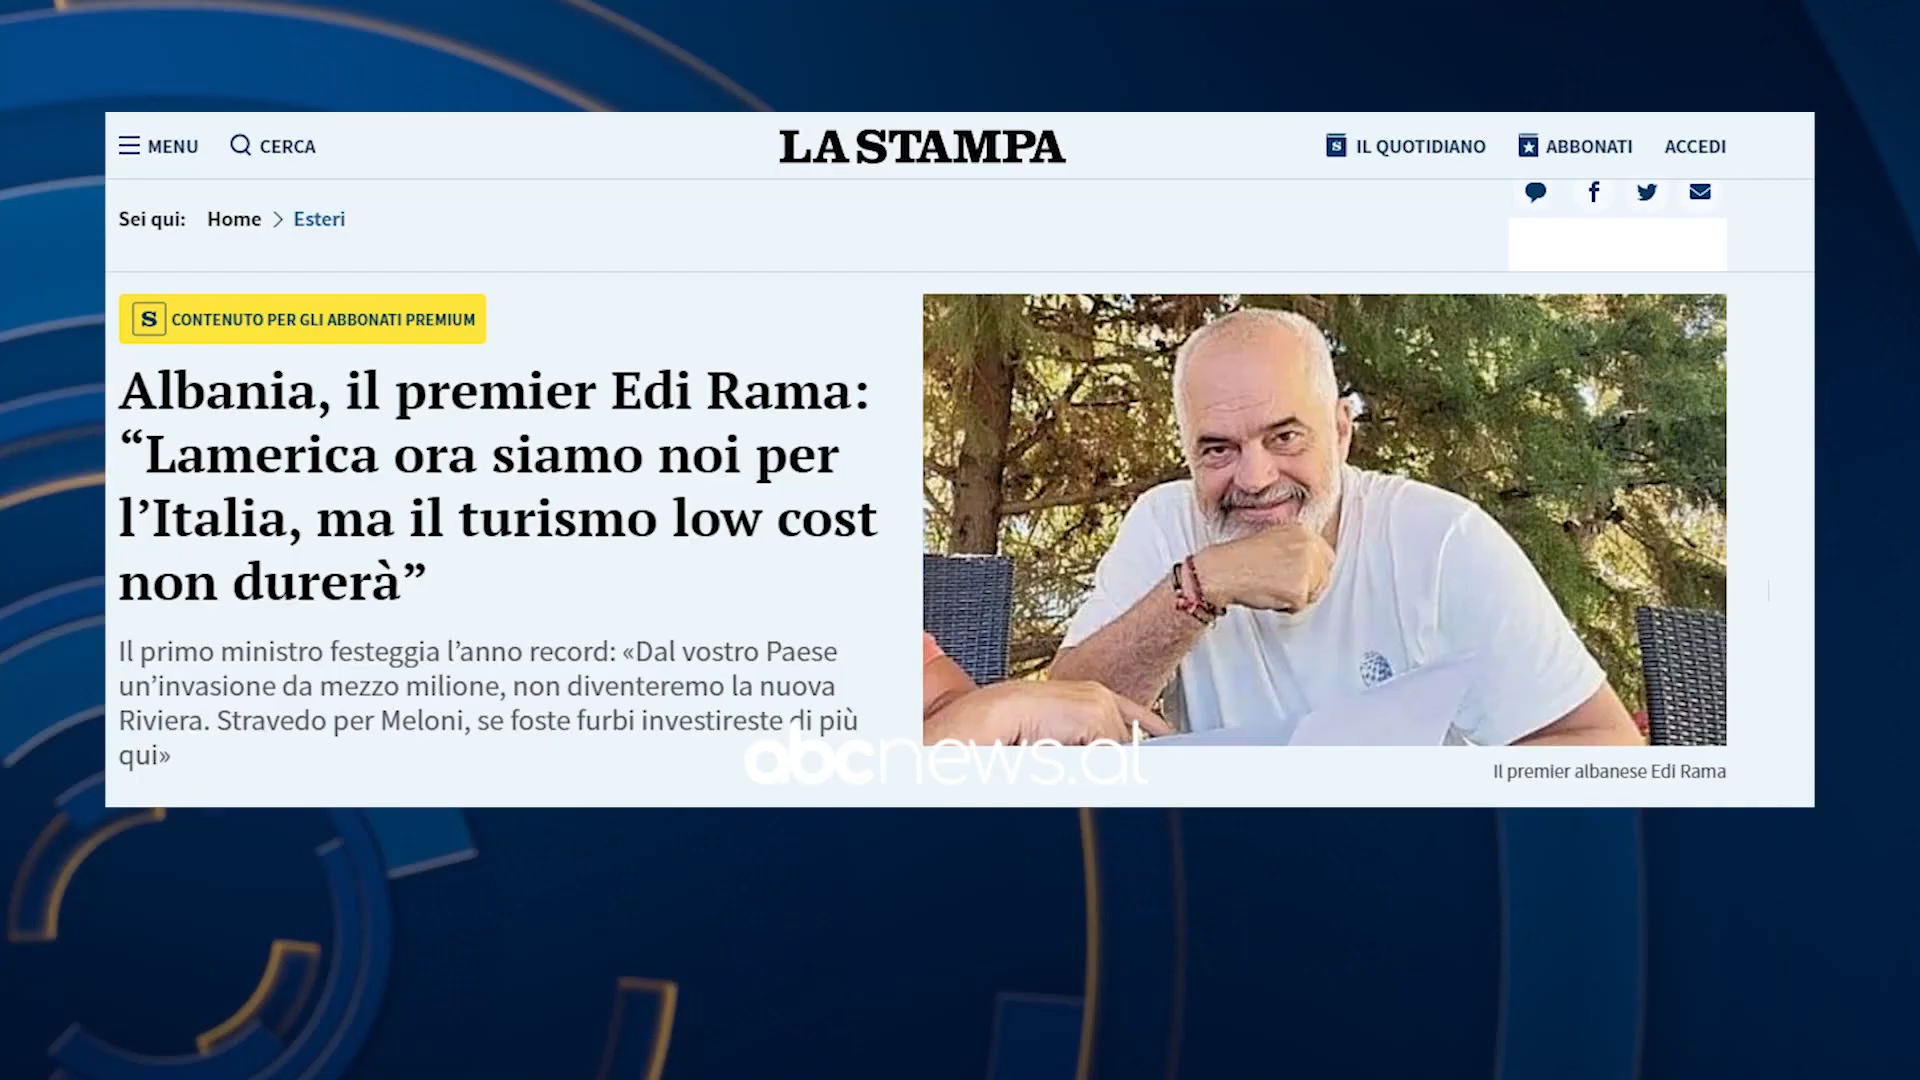 MENU
CERCA
LA STAMPA
IL QUOTIDIANO
ABBONATI
ACCEDI
Sei qui: Home > Esteri
S CONTENUTO PER GLI ABBONATI PREMIUM
Albania, il premier Edi Rama:
“Lamerica ora siamo noi per
l’Italia, ma il turismo low cost
non durerà”
Il primo ministro festeggia l’anno record: «Dal vostro Paese
un’invasione da mezzo milione, non diventeremo la nuova
Riviera. Stravedo per Meloni, se foste furbi investireste di più
qui»
abcnews.al
Il premier albanese Edi Rama